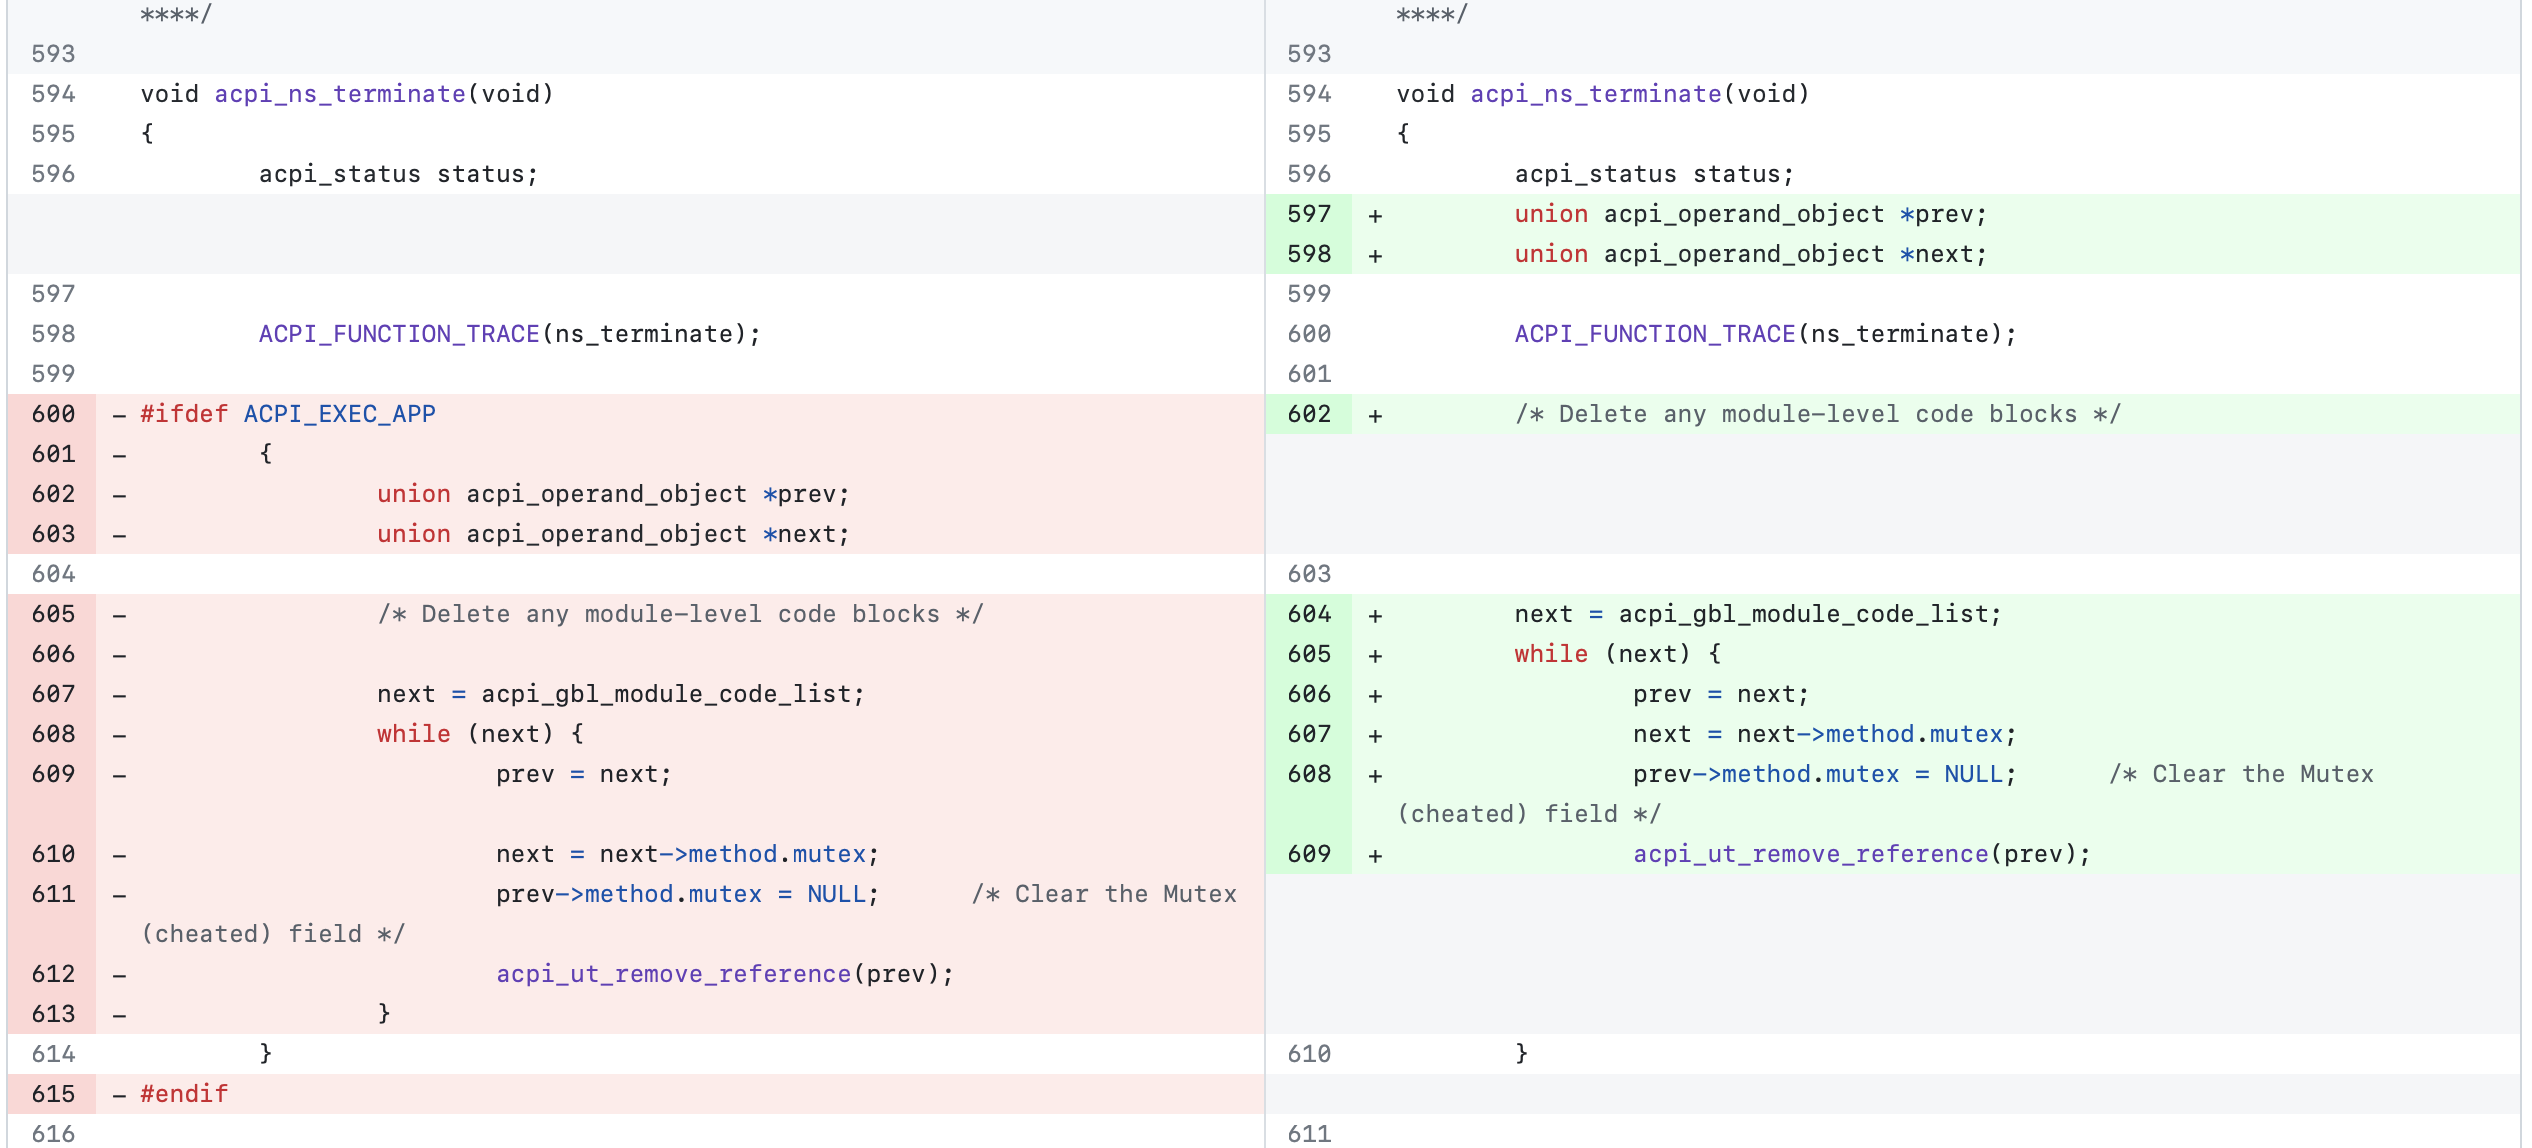 ****/
593
594 void acpi_ns_terminate(void)
595 {
596 acpi_status status;
597
598 ACPI_FUNCTION_TRACE(ns_terminate);
599
600 – #ifdef ACPI_EXEC_APP
601 – {
602 – union acpi_operand_object *prev;
603 – union acpi_operand_object *next;
604
605 – /* Delete any module-level code blocks */
606 –
607 – next = acpi_gbl_module_code_list;
608 – while (next) {
609 – prev = next;
610 – next = next->method.mutex;
611 – prev->method.mutex = NULL; /* Clear the Mutex
(cheated) field */
612 – acpi_ut_remove_reference(prev);
613 – }
614 }
615 – #endif
616
****/
593
594 void acpi_ns_terminate(void)
595 {
596 acpi_status status;
597 + union acpi_operand_object *prev;
598 + union acpi_operand_object *next;
599
600 ACPI_FUNCTION_TRACE(ns_terminate);
601
602 + /* Delete any module-level code blocks */
603
604 + next = acpi_gbl_module_code_list;
605 + while (next) {
606 + prev = next;
607 + next = next->method.mutex;
608 + prev->method.mutex = NULL; /* Clear the Mutex
(cheated) field */
609 + acpi_ut_remove_reference(prev);
610 }
611